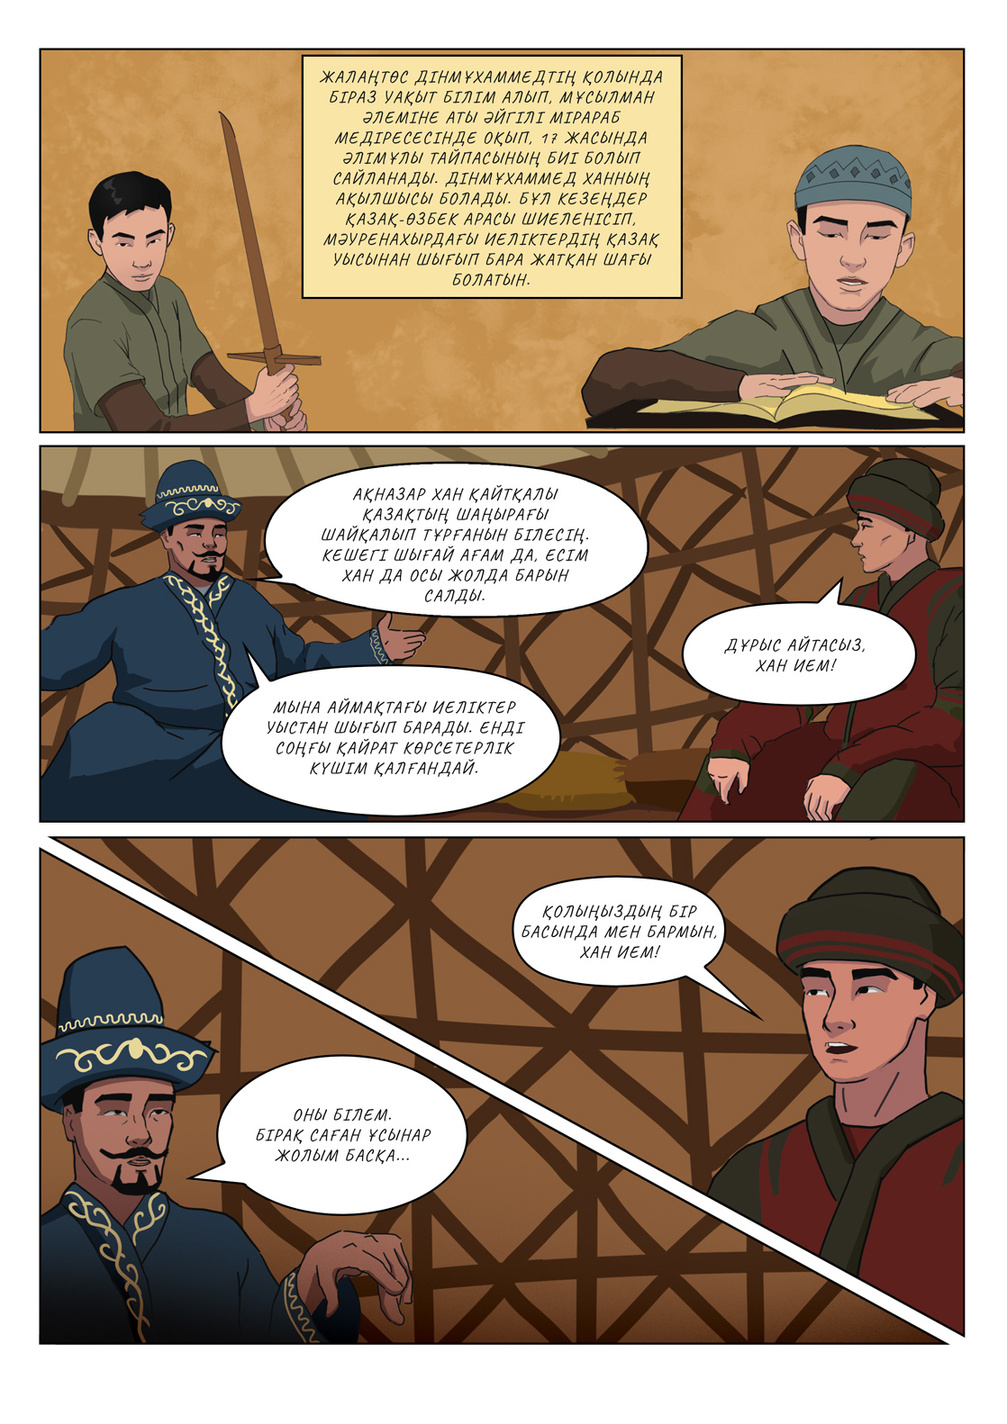 ЖАЛАҢТӨС ДІНМҰХАММЕДТІҢ ҚОЛЫНДА
БІРАЗ УАҚЫТ БІЛІМ АЛЫП, МҰСЫЛМАН
ӘЛЕМІНЕ АТЫ ӘЙГІЛІ МІРАРАБ
МЕДІРЕСЕСІНДЕ ОҚЫП, 17 ЖАСЫНДА
ӘЛІМҰЛЫ ТАЙПАСЫНЫҢ БИІ БОЛЫП
САЙЛАНАДЫ. ДІНМҰХАММЕД ХАННЫҢ
АҚЫЛШЫСЫ БОЛАДЫ. БҰЛ КЕЗЕҢДЕР
ҚАЗАҚ-ӨЗБЕК АРАСЫ ШИЕЛЕНІСІП,
МӘУРЕНАХЫРДАҒЫ ИЕЛІКТЕРДІҢ ҚАЗАҚ
УЫСЫНАН ШЫҒЫП БАРА ЖАТҚАН ШАҒЫ
БОЛАТЫН.
АҚНАЗАР ХАН ҚАЙТҚАЛЫ
ҚАЗАҚТЫҢ ШАҢЫРАҒЫ
ШАЙҚАЛЫП ТҰРҒАНЫН БІЛЕСІҢ.
КЕШЕГІ ШЫҒАЙ АҒАМ ДА, ЕСІМ
ХАН ДА ОСЫ ЖОЛДА БАРЫН
САЛДЫ.
ДҰРЫС АЙТАСЫЗ,
ХАН ИЕМ!
МЫНА АЙМАҚТАҒЫ ИЕЛІКТЕР
УЫСТАН ШЫҒЫП БАРАДЫ. ЕНДІ
СОҢҒЫ ҚАЙРАТ КӨРСЕТЕРЛІК
КҮШІМ ҚАЛҒАНДАЙ.
ҚОЛЫҢЫЗДЫҢ БІР
БАСЫНДА МЕН БАРМЫН,
ХАН ИЕМ!
ОНЫ БІЛЕМ.
БІРАҚ САҒАН ҰСЫНАР
ЖОЛЫМ БАСҚА...